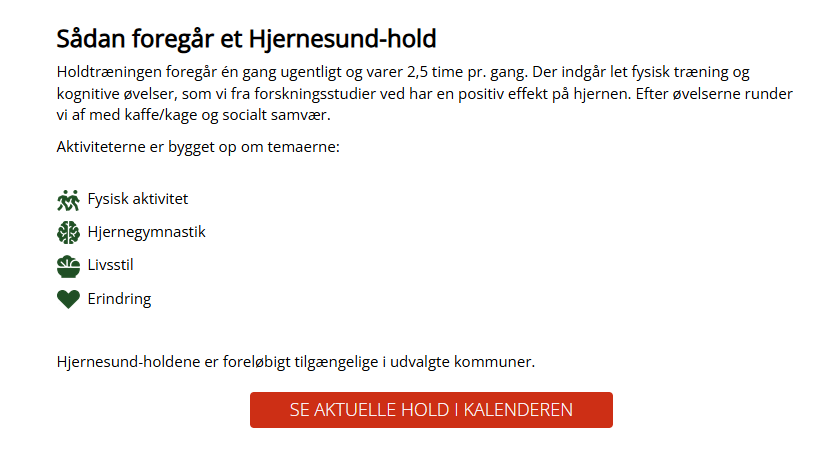 Sådan foregår et Hjernesund-hold
Holdtræningen foregår én gang ugentligt og varer 2,5 time pr. gang. Der indgår let fysisk træning og
kognitive øvelser, som vi fra forskningsstudier ved har en positiv effekt på hjernen. Efter øvelserne runder
vi af med kaffe/kage og socialt samvær.
Aktiviteterne er bygget op om temaerne:
Fysisk aktivitet
Hjernegymnastik
Livsstil
Erindring
Hjernesund-holdene er foreløbigt tilgængelige i udvalgte kommuner.
SE AKTUELLE HOLD I KALENDEREN